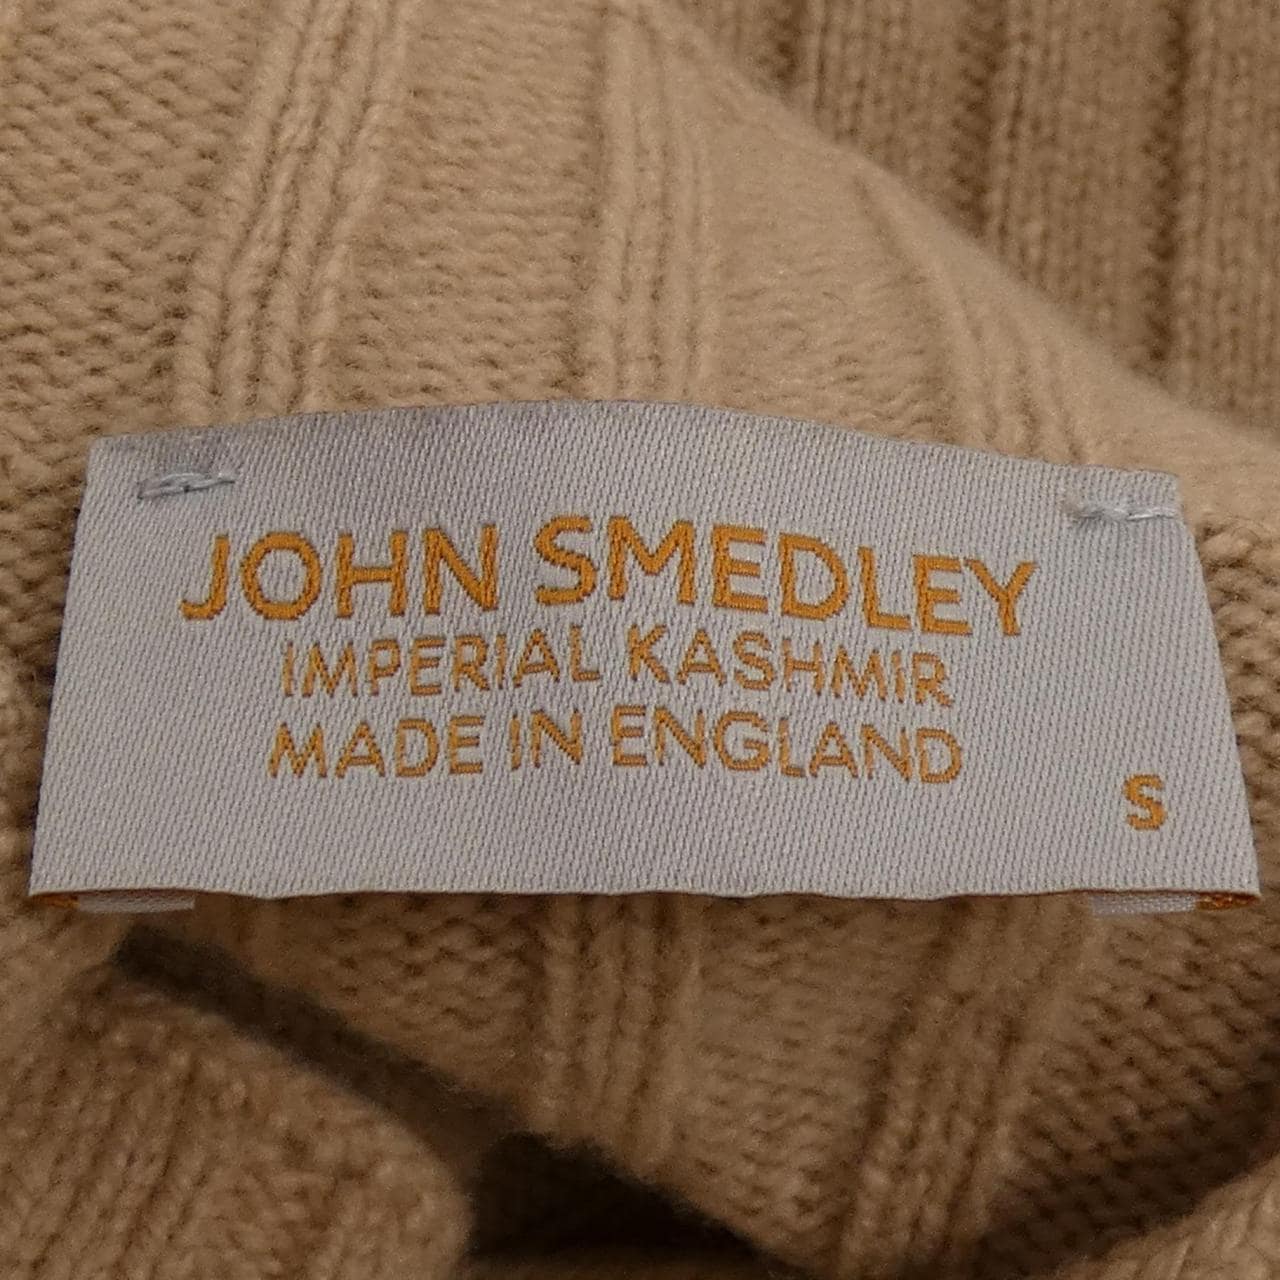 JOHN SMEDLEY
IMPERIAL KASHMIR
MADE IN ENGLAND
S